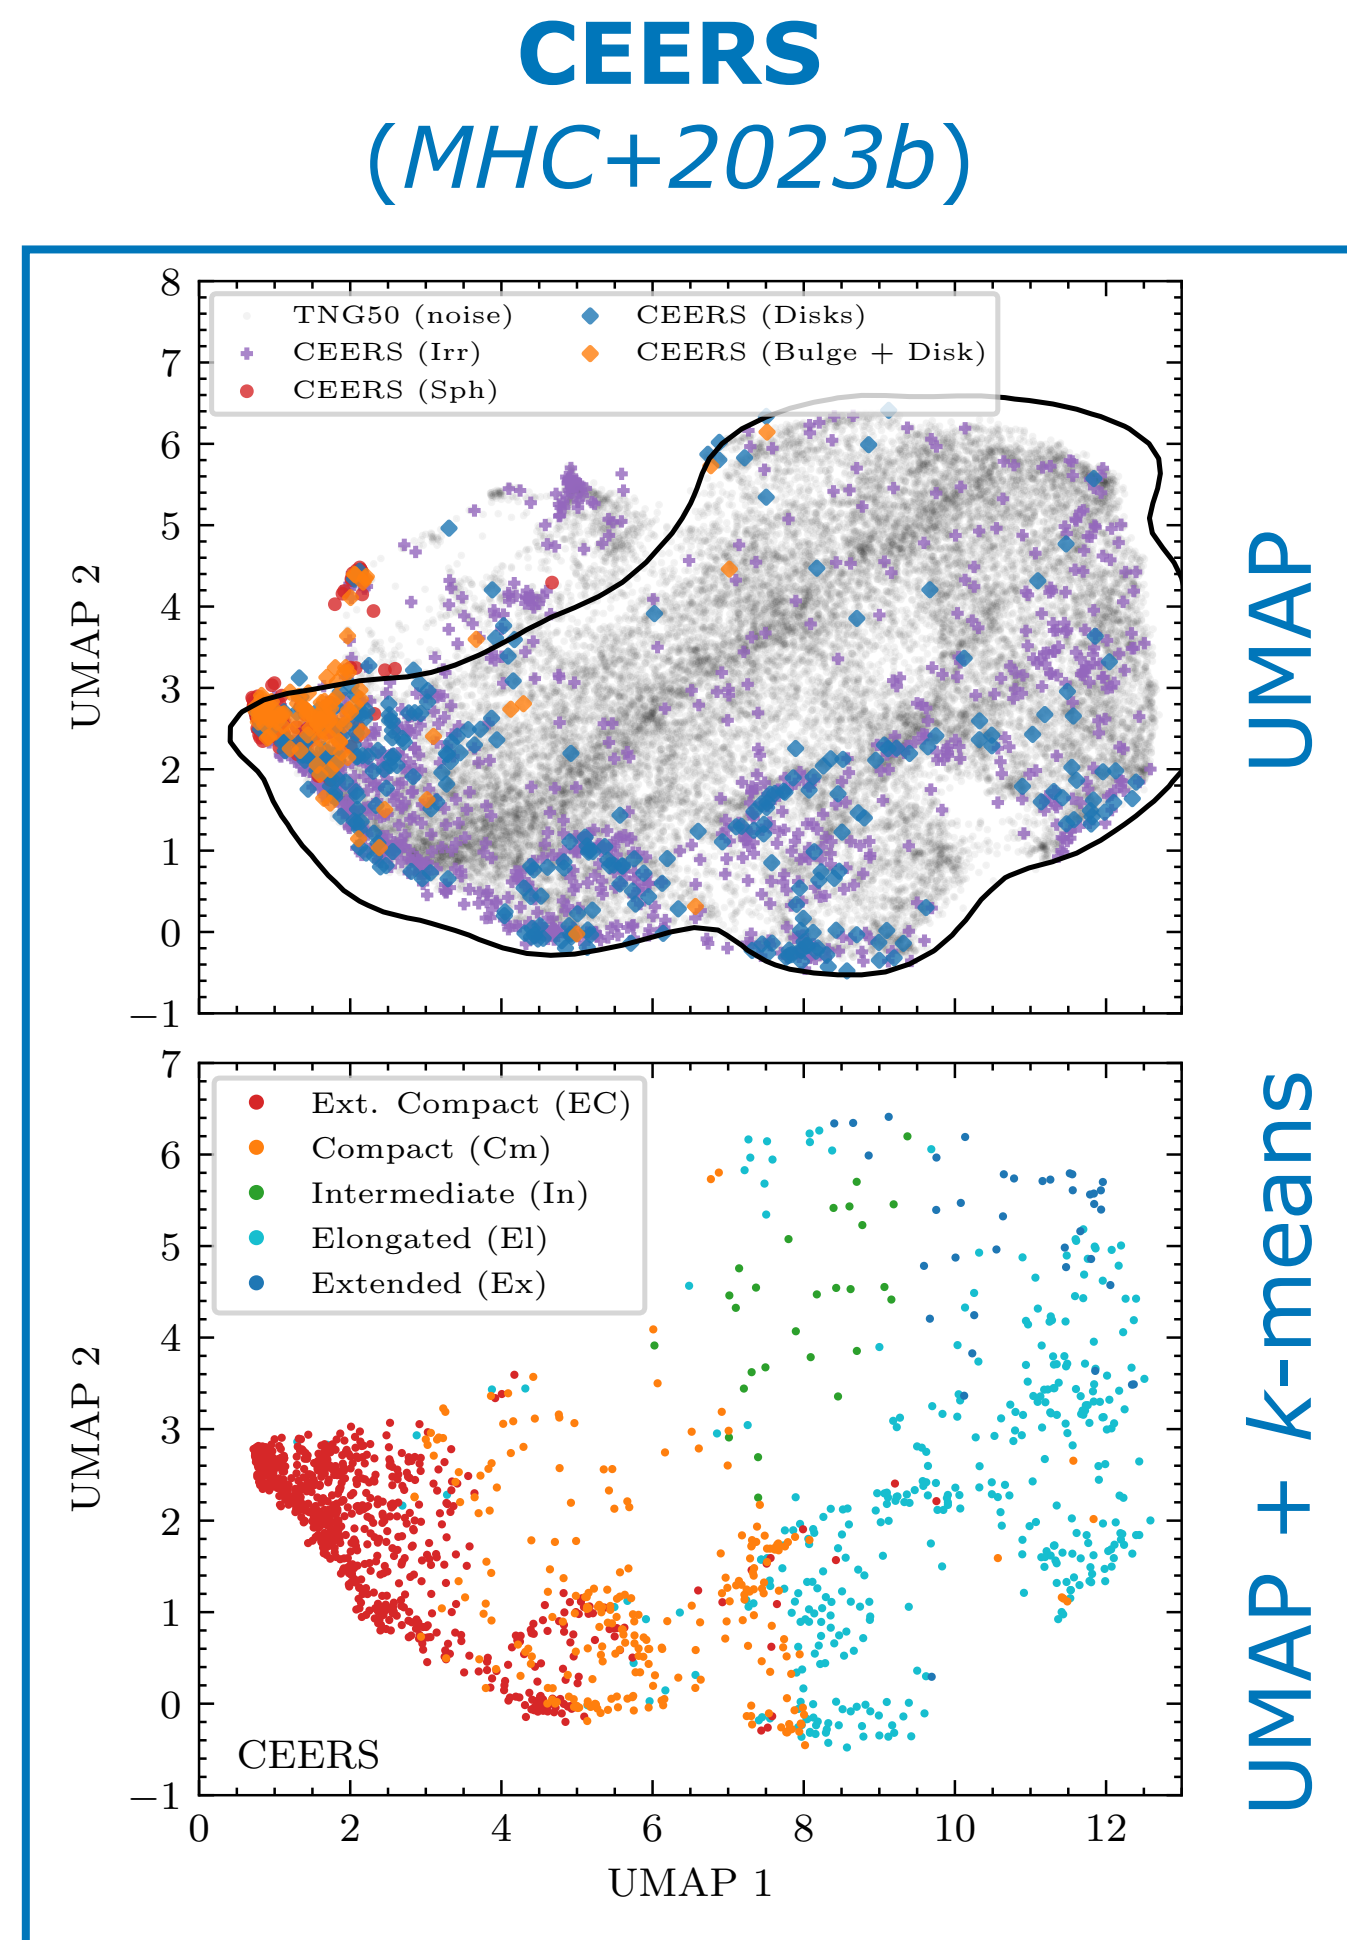 CEERS
(MHC+2023b)
8
7
6
5
4
3
2
1
0
−1
UMAP 2
TNG50 (noise)
CEERS (Irr)
CEERS (Sph)
CEERS (Disks)
CEERS (Bulge + Disk)
UMAP
7
6
5
4
3
2
1
0
−1
UMAP 2
Ext. Compact (EC)
Compact (Cm)
Intermediate (In)
Elongated (El)
Extended (Ex)
CEERS
UMAP + k-means
0 2 4 6 8 10 12
UMAP 1